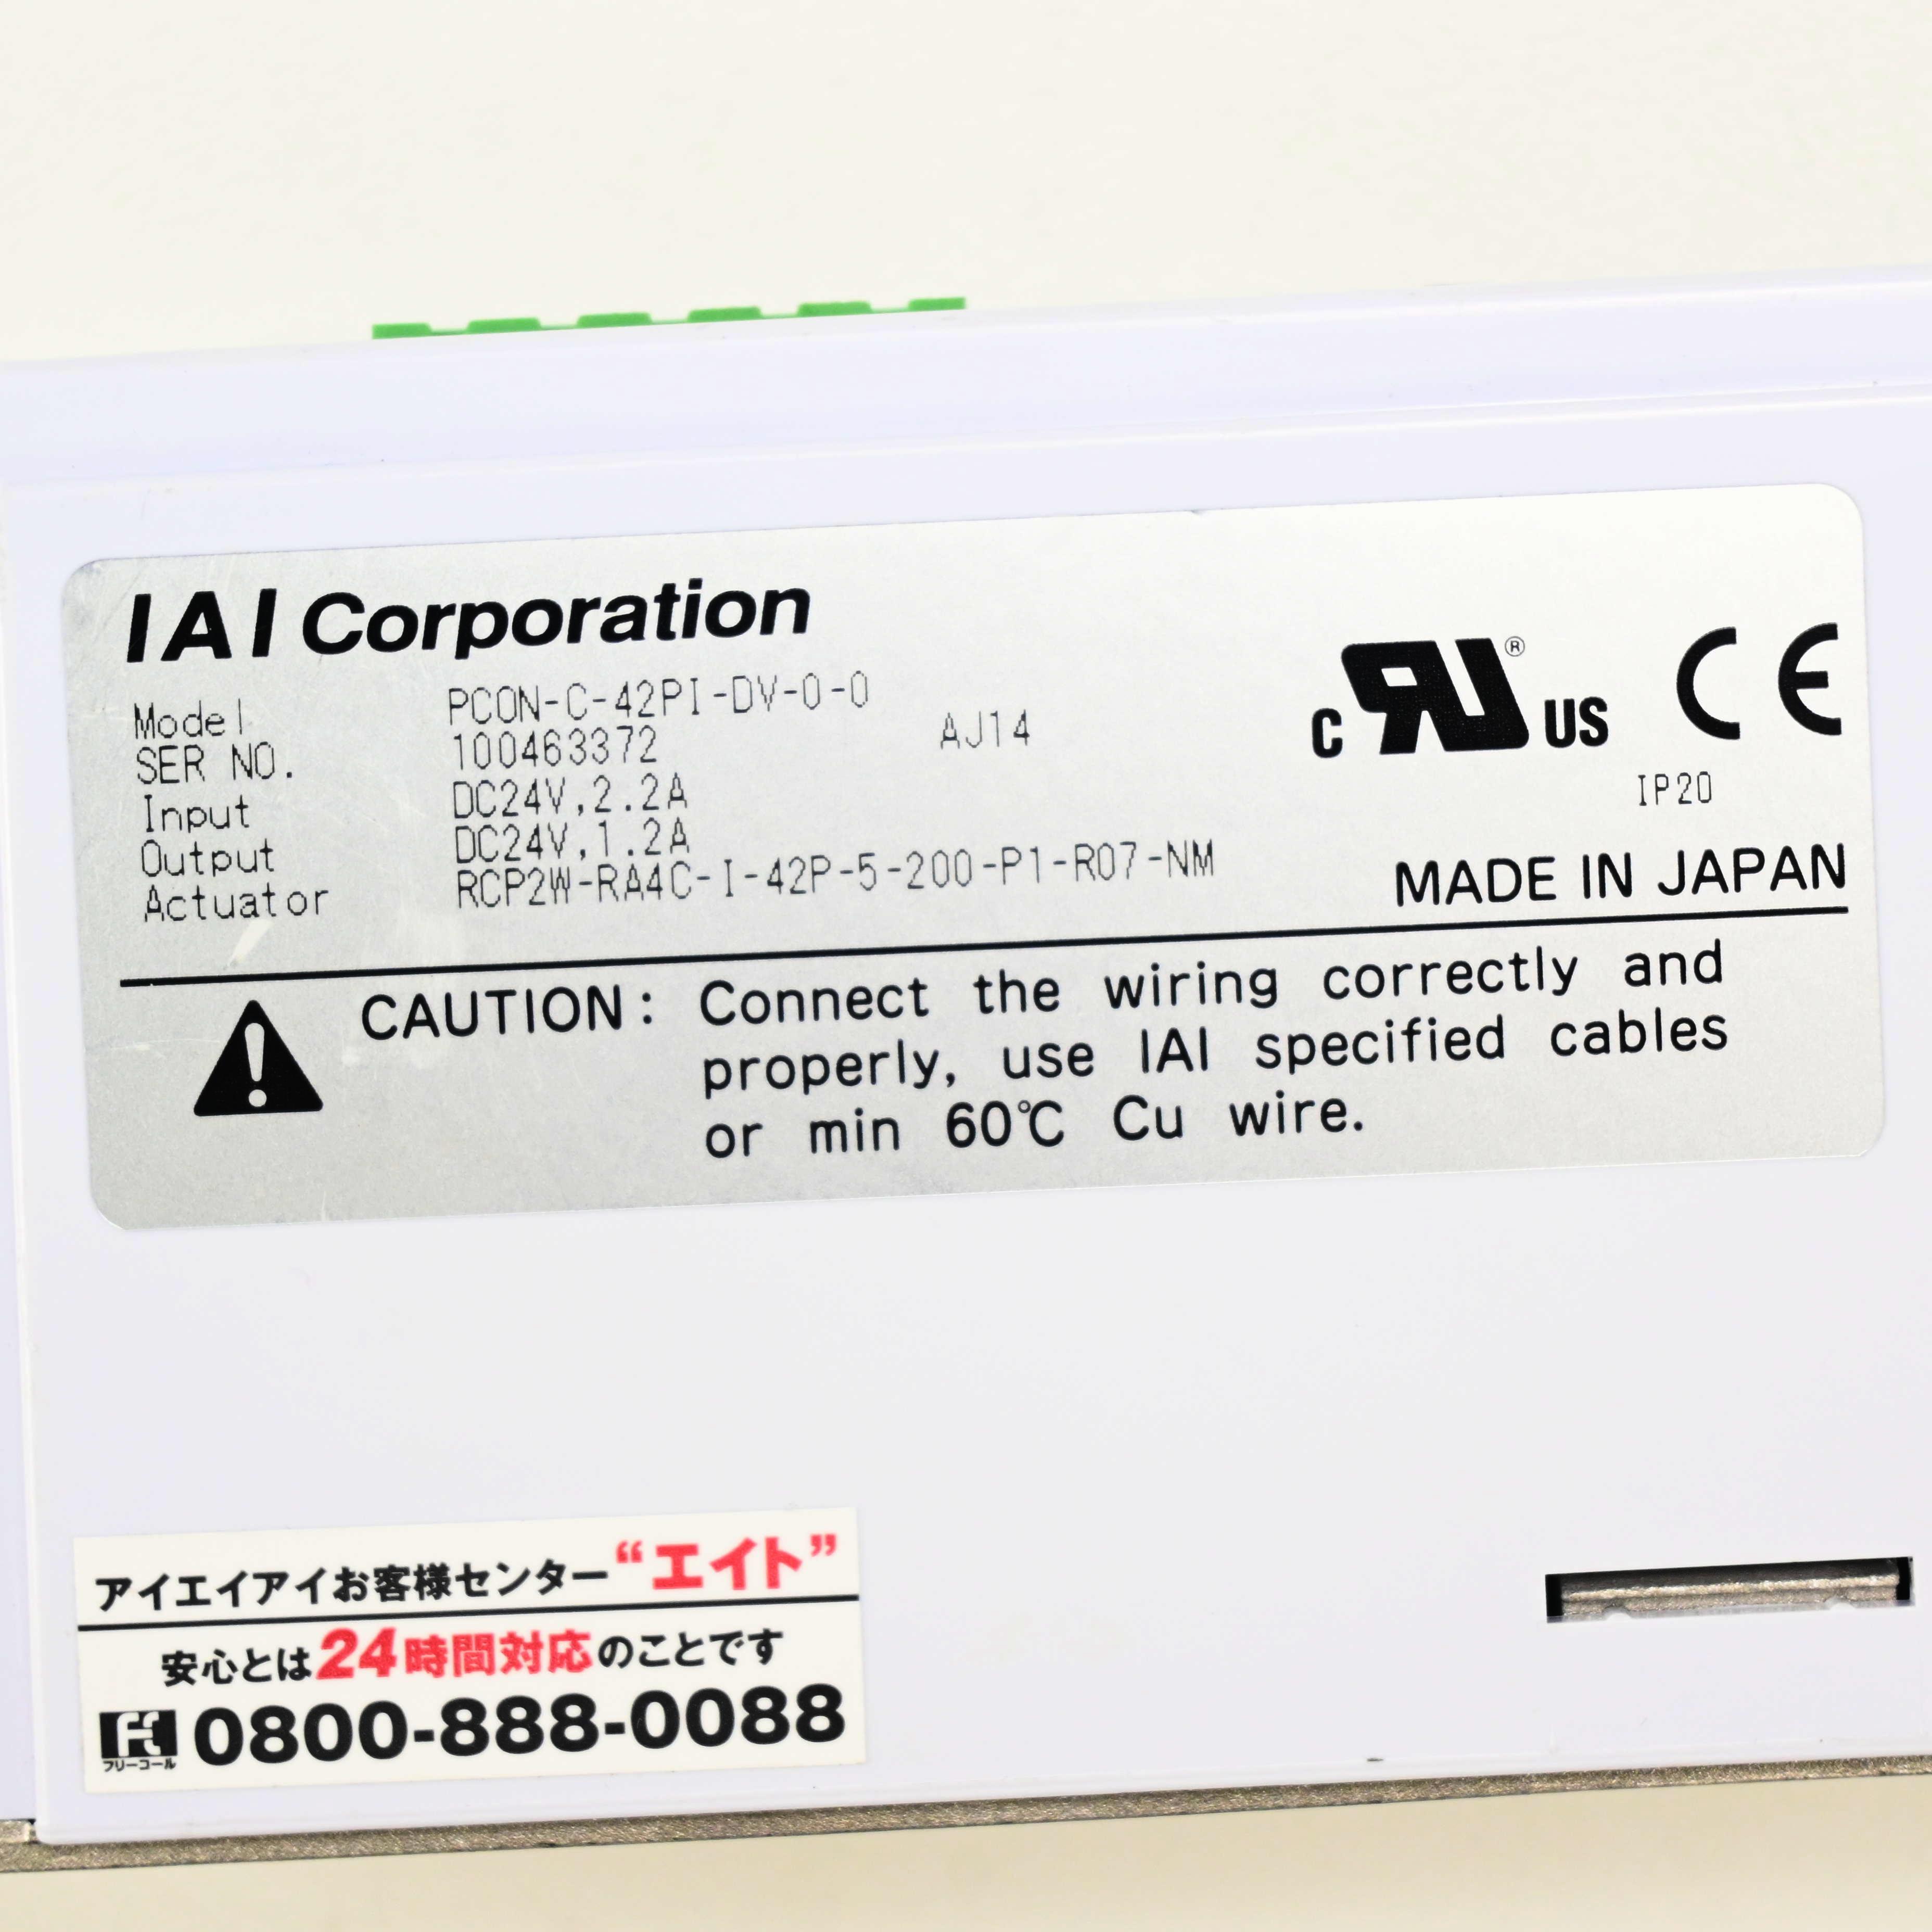 IAI Corporation
Model PCON-C-42PI-DV-0-0
SER NO. 100463372 AJ14
Input DC24V,2.2A
Output DC24V,1.2A
Actuator RCP2W-RA4C-I-42P-5-200-P1-R07-NM
C RU® US CE
IP20
MADE IN JAPAN
CAUTION: Connect the wiring correctly and
properly, use IAI specified cables
or min 60℃ Cu wire.
アイエイアイお客様センター“エイト”
安心とは24時間対応のことです
フリーコール 0800-888-0088